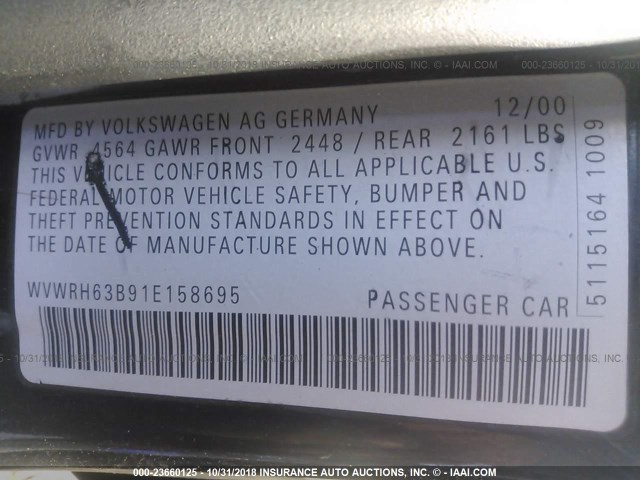 MFD BY VOLKSWAGEN AG GERMANY 12/00
GVWR 4564 GAWR FRONT 2448 / REAR 2161 LBS
THIS VEHICLE CONFORMS TO ALL APPLICABLE U.S.
FEDERAL MOTOR VEHICLE SAFETY, BUMPER AND
THEFT PREVENTION STANDARDS IN EFFECT ON
THE DATE OF MANUFACTURE SHOWN ABOVE.
WVWRH63B91E158695 PASSENGER CAR
51115164 1009
000-23660125 - 10/31/2018 INSURANCE AUTO AUCTIONS, INC. - © IAAI.COM